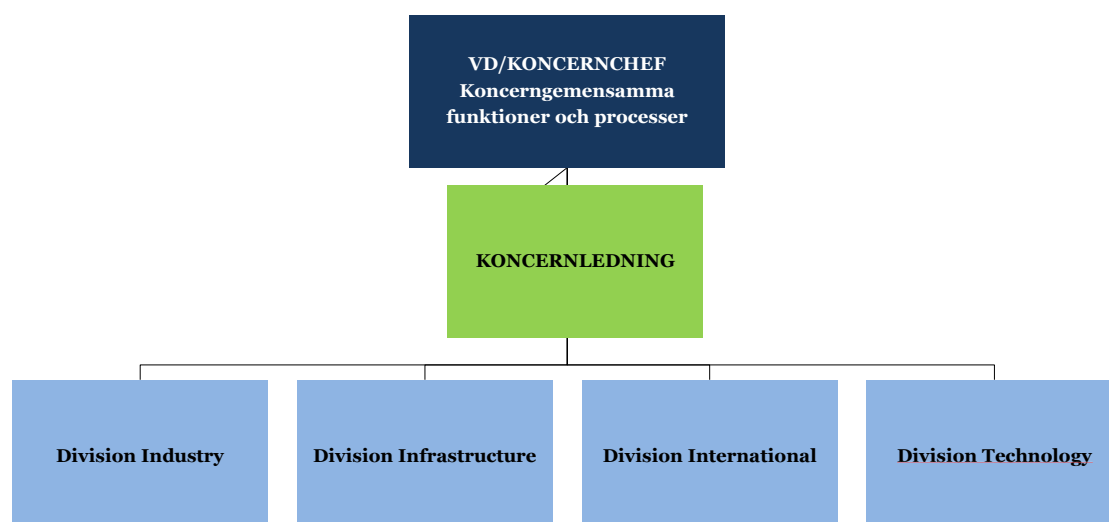 VD/KONCERNCHEF
Koncerngemensamma
funktioner och processer
KONCERNLEDNING
Division Industry
Division Infrastructure
Division International
Division Technology